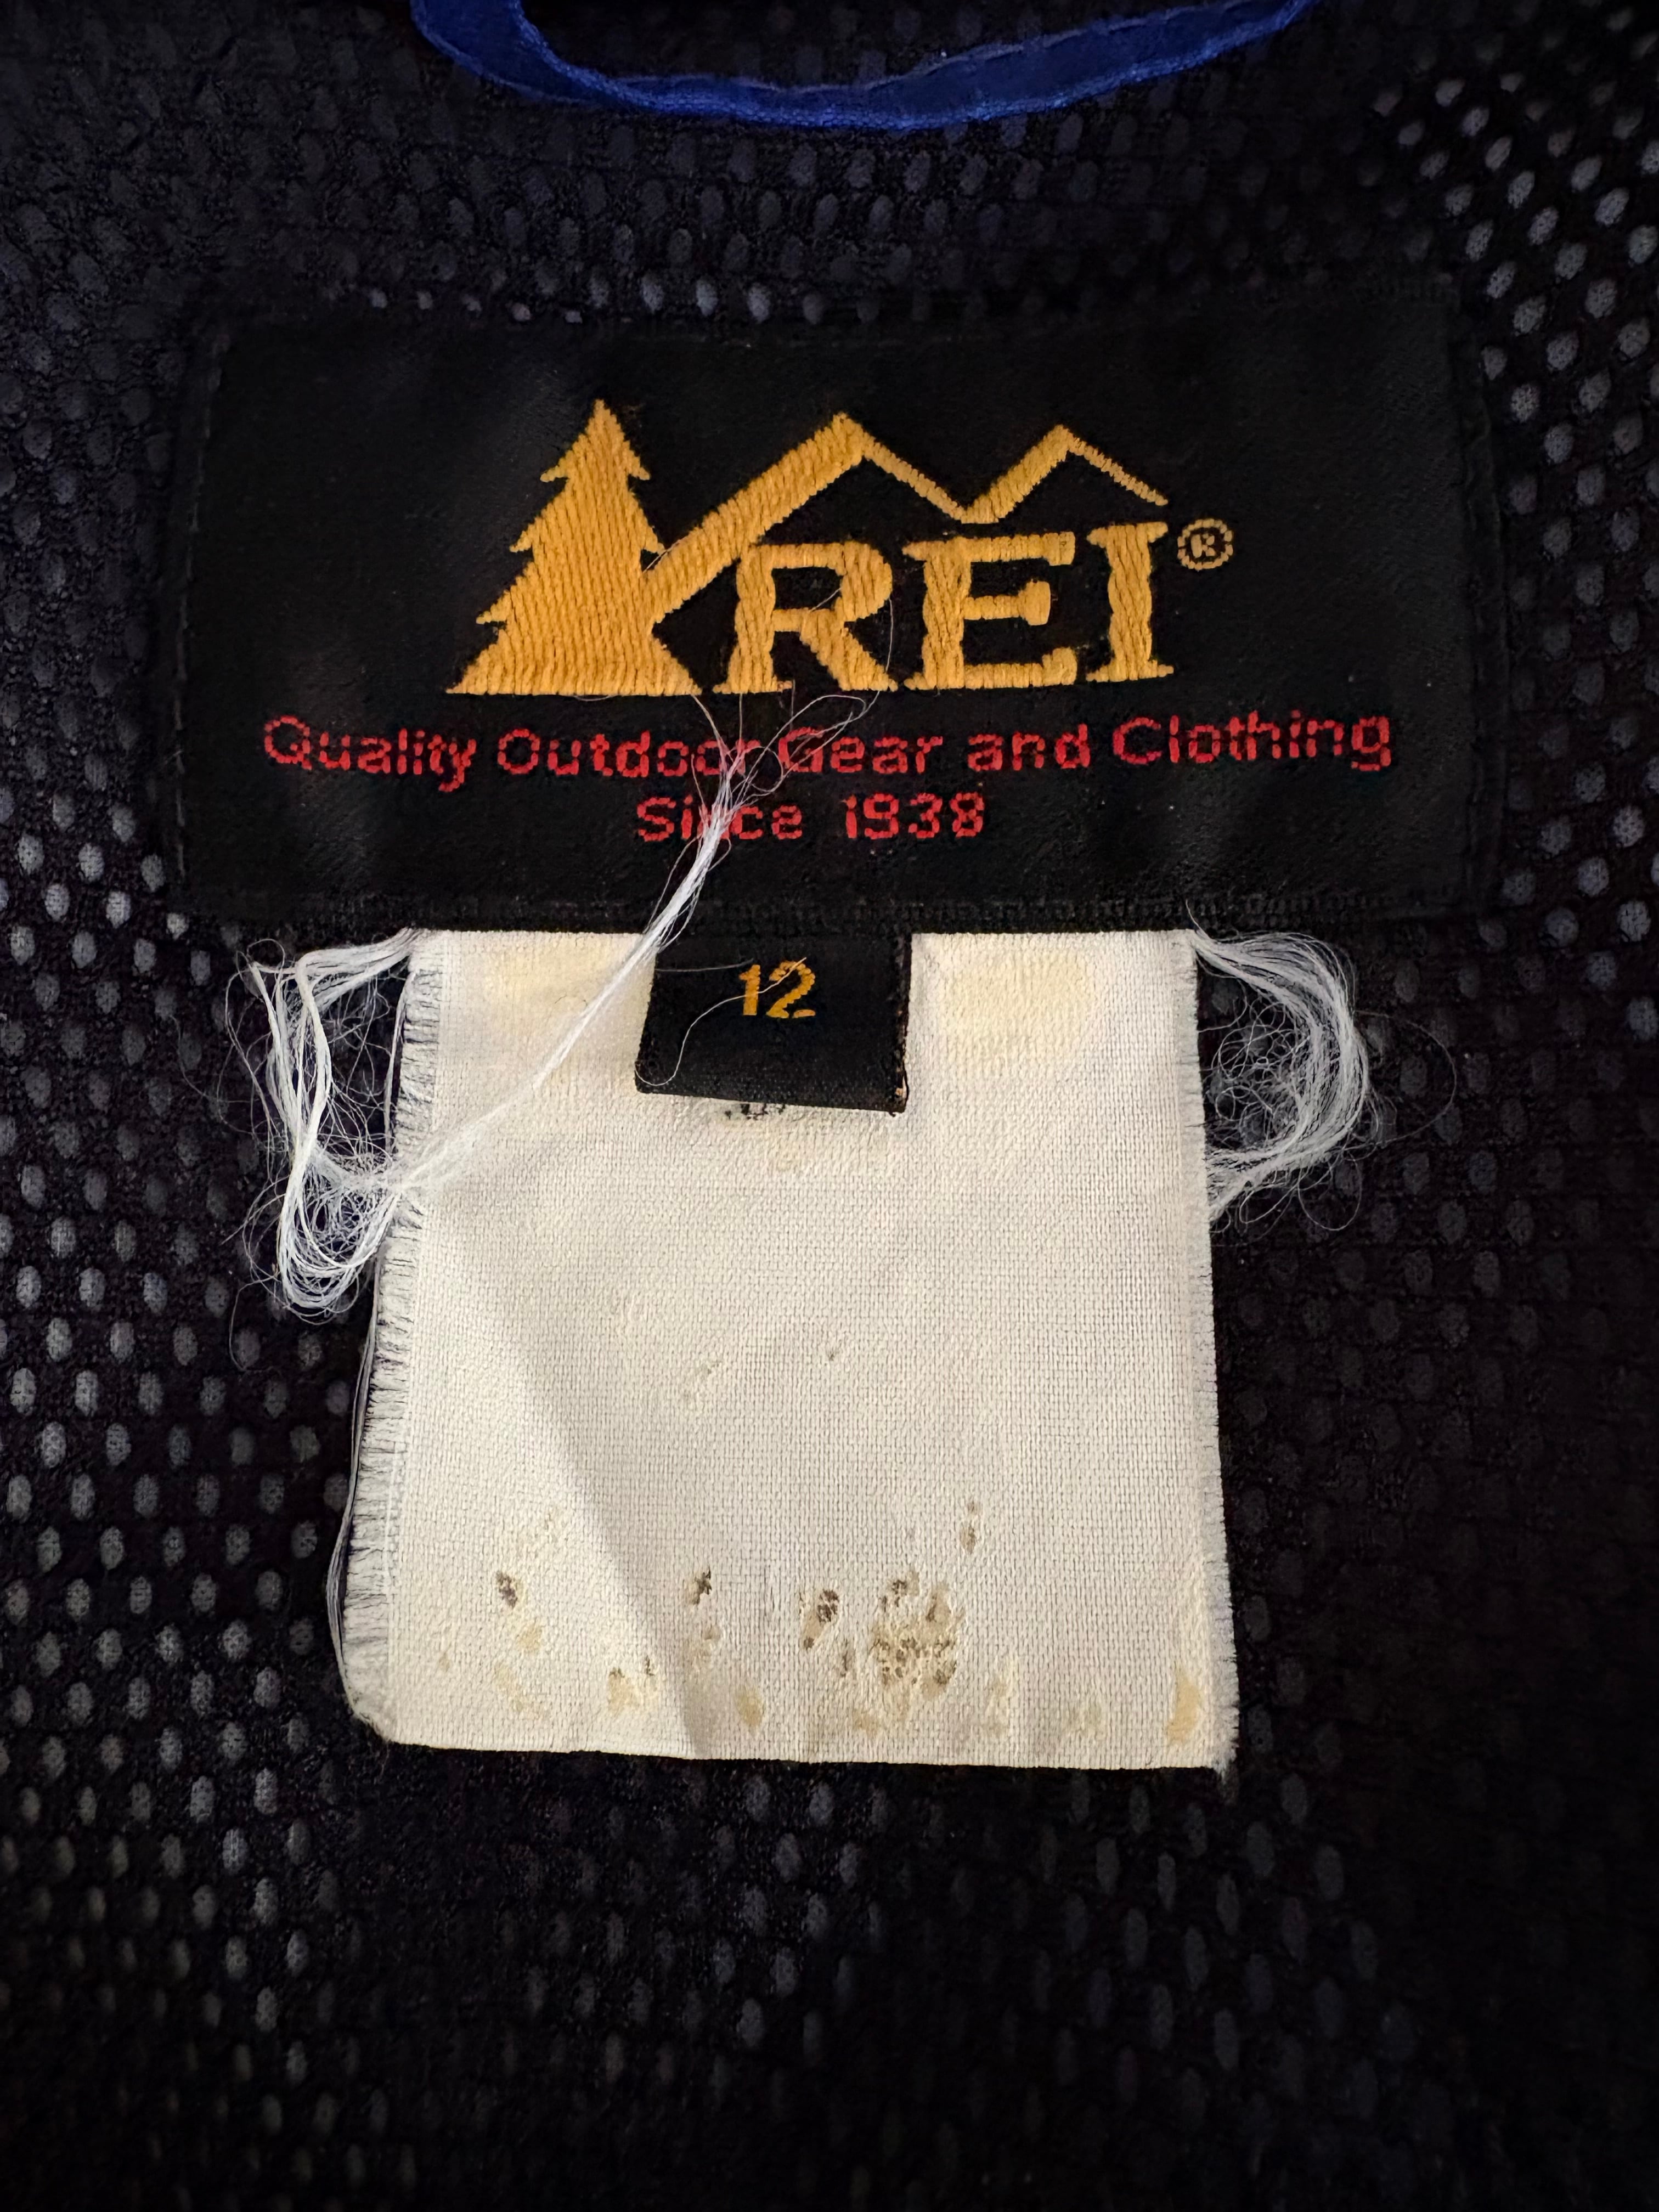 REI®
Quality Outdoor Gear and Clothing
Since 1938
12